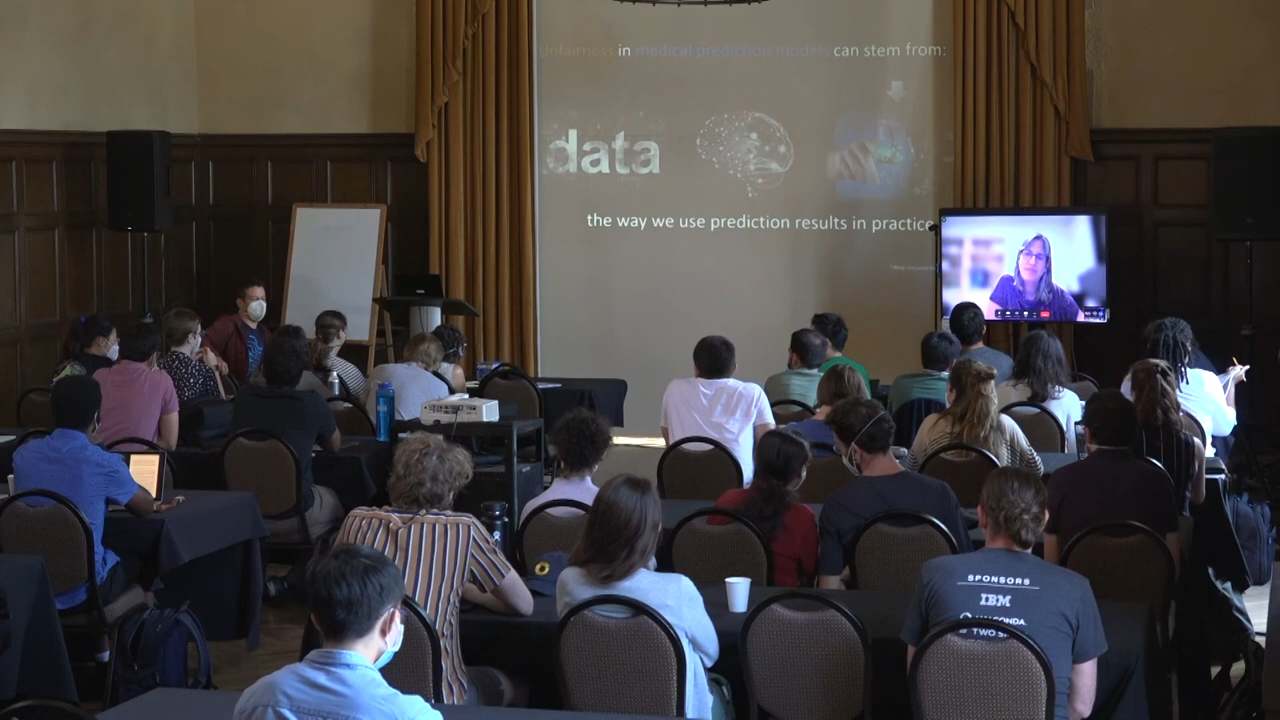 Unfairness in medical prediction models can stem from:
data
the way we use prediction results in practice
SPONSORS
IBM
TWO